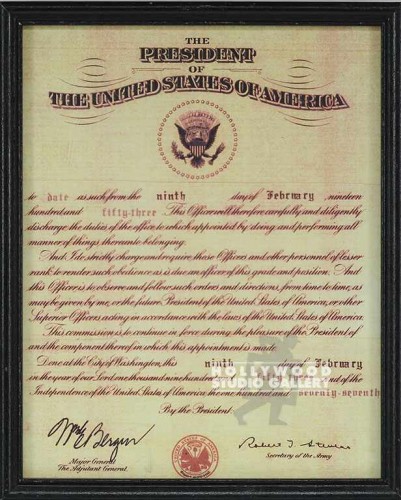 THE
PRESIDENT
OF
THE UNITED STATES OF AMERICA
to date as such from the ninth day of February nineteen
hundred and fifty-three This Officer will therefore carefully and diligently
discharge the duties of the office to which appointed by doing and performing all
manner of things thereunto belonging.
And I do strictly charge and require those Officers and other personnel of lesser
rank to render such obedience as is due an officer of this grade and position. And
this Officer is to observe and follow such orders and directions, from time to time, as
may be given by me, or the future President of the United States of America, or other
Superior Officers, acting in accordance with the laws of the United States of America.
This commission is to continue in force during the pleasure of the President of
and the component thereof in which this appointment is made.
Done at the City of Washington, this ninth day of February
in the year of our Lord one thousand nine hundred and of the
Independence of the United States of America the one hundred and seventy-seventh
By the President:
HOLLYWOOD
STUDIO GALLERY
Wm E Bergin
Major General
The Adjutant General.
Robert T. Stevens
Secretary of the Army